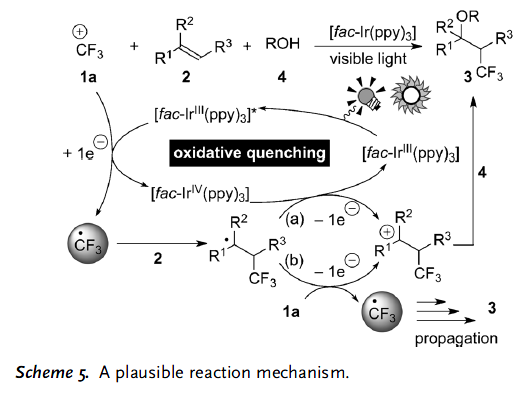 ⊕
CF₃ + R¹ R² R³ + ROH [fac-Ir(ppy)₃] OR R² R³ R¹ CF₃
1a 2 4 visible light 3
[fac-Irᴵᴵᴵ(ppy)₃]*
+ 1e⊖ oxidative quenching [fac-Irᴵᴵᴵ(ppy)₃] 4
[fac-Irᴵⱽ(ppy)₃]
(a) – 1e⊖
•CF₃ 2 R¹ • R² R³ CF₃ R¹ ⊕ R² R³ CF₃
(b) – 1e⊖
1a •CF₃ 3
propagation
Scheme 5. A plausible reaction mechanism.